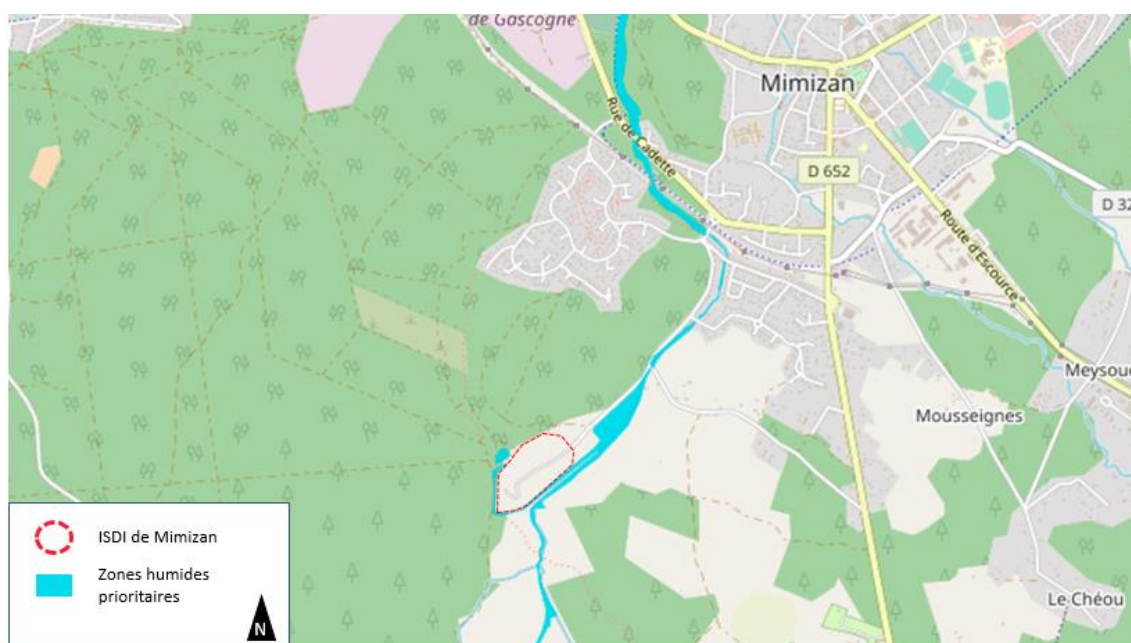 de Gascogne
Mimizan
Rue de Cadette
D 652
D 32
Route d'Escource
Meysou
Mousseignes
Le Chéou
ISDI de Mimizan
Zones humides
prioritaires
N